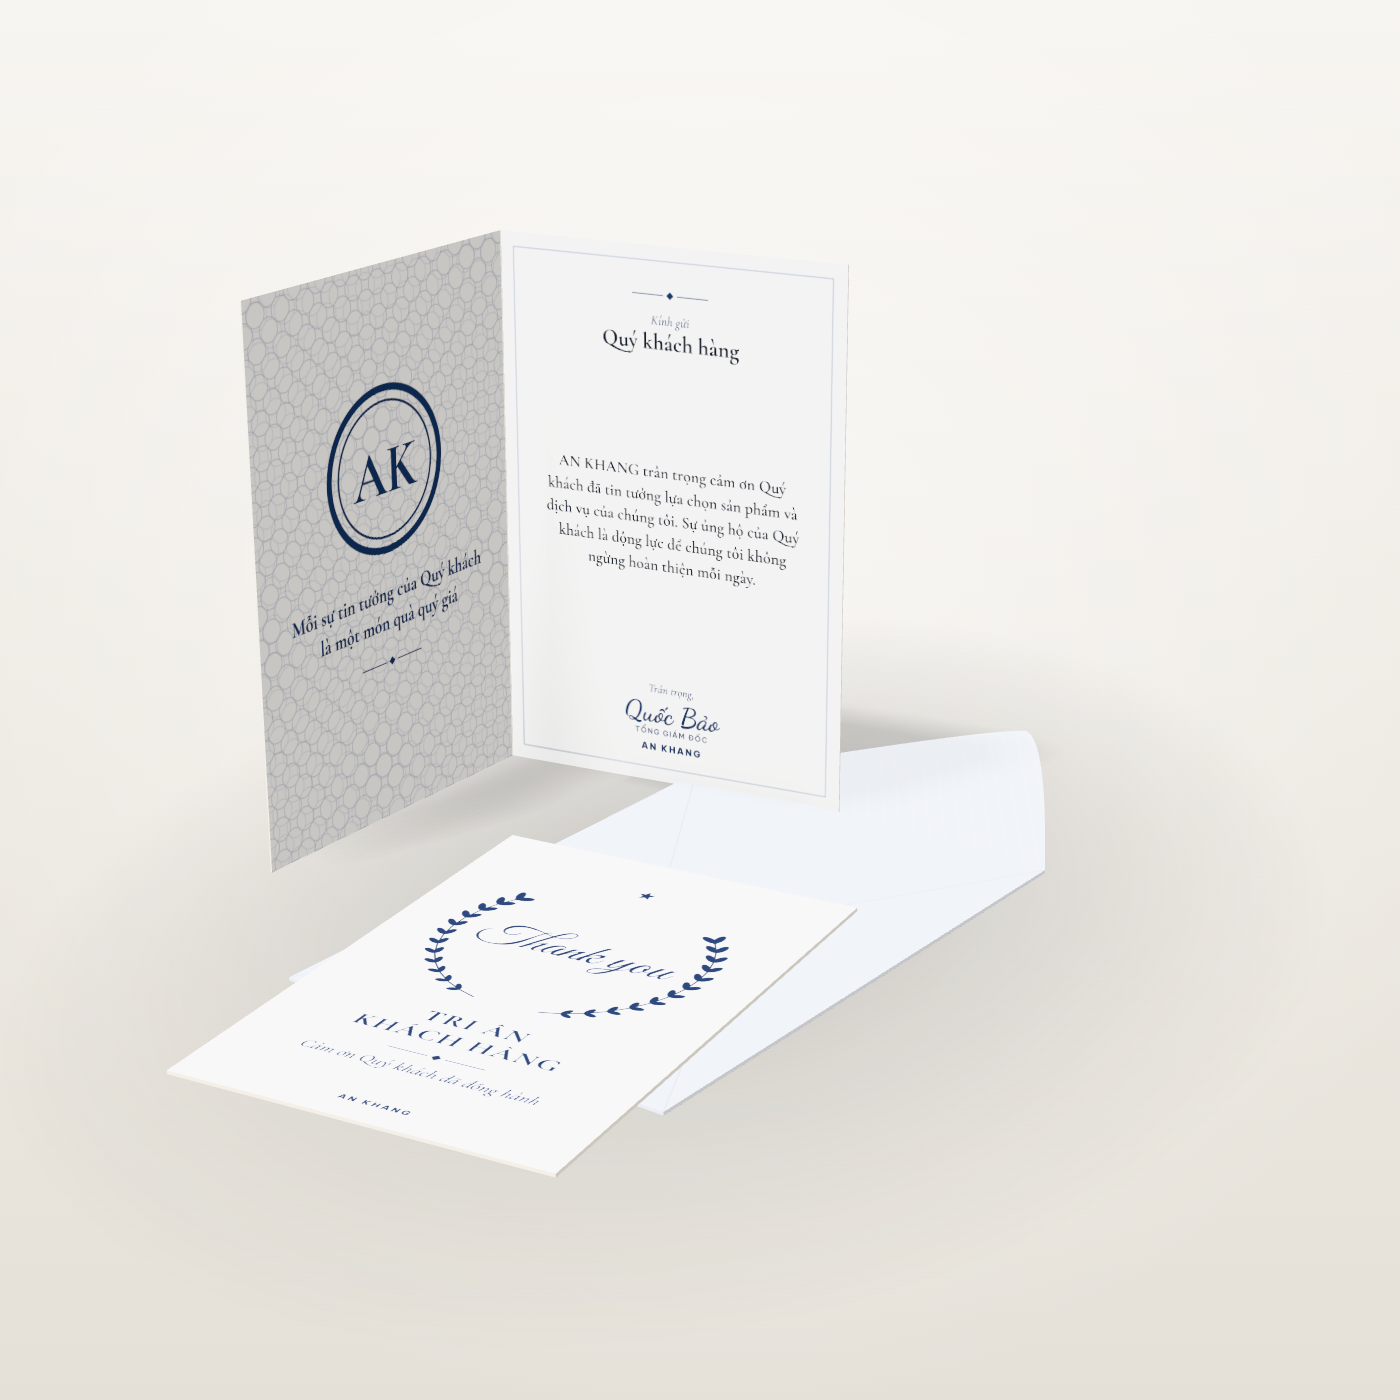 AK
Mỗi sự tin tưởng của Quý khách
là một món quà quý giá
Kính gửi
Quý khách hàng
AN KHANG trân trọng cảm ơn Quý
khách đã tin tưởng lựa chọn sản phẩm và
dịch vụ của chúng tôi. Sự ủng hộ của Quý
khách là động lực để chúng tôi không
ngừng hoàn thiện mỗi ngày.
Trân trọng,
Quốc Bảo
TỔNG GIÁM ĐỐC
AN KHANG
Thank you
TRI ÂN
KHÁCH HÀNG
Cảm ơn Quý khách đã đồng hành
AN KHANG